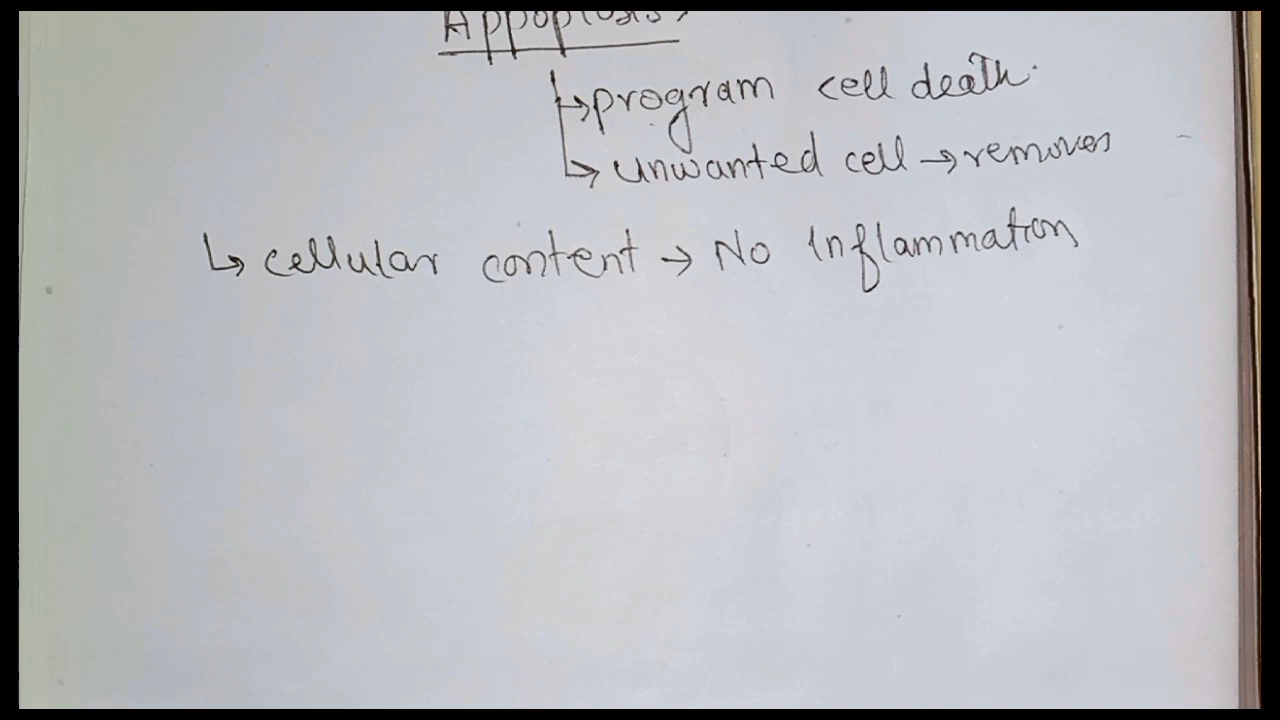 Appoptosis:
→ program cell death.
→ unwanted cell → removes
↳ cellular content → No inflammation